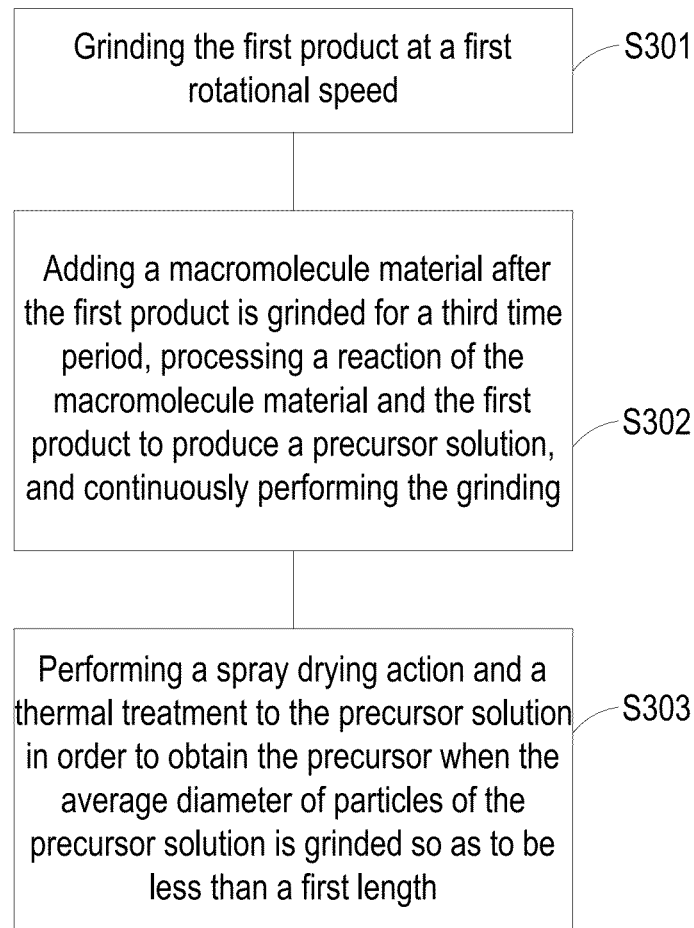 Grinding the first product at a first
rotational speed
S301
Adding a macromolecule material after
the first product is grinded for a third time
period, processing a reaction of the
macromolecule material and the first
product to produce a precursor solution,
and continuously performing the grinding
S302
Performing a spray drying action and a
thermal treatment to the precursor solution
in order to obtain the precursor when the
average diameter of particles of the
precursor solution is grinded so as to be
less than a first length
S303